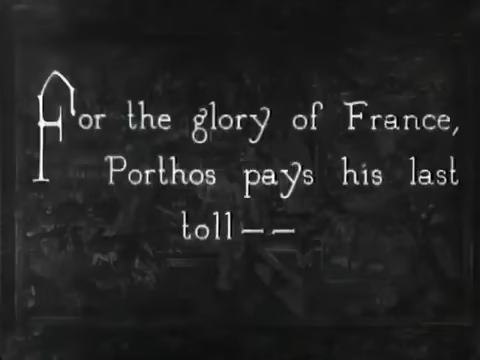 For the glory of France,
Porthos pays his last
toll--